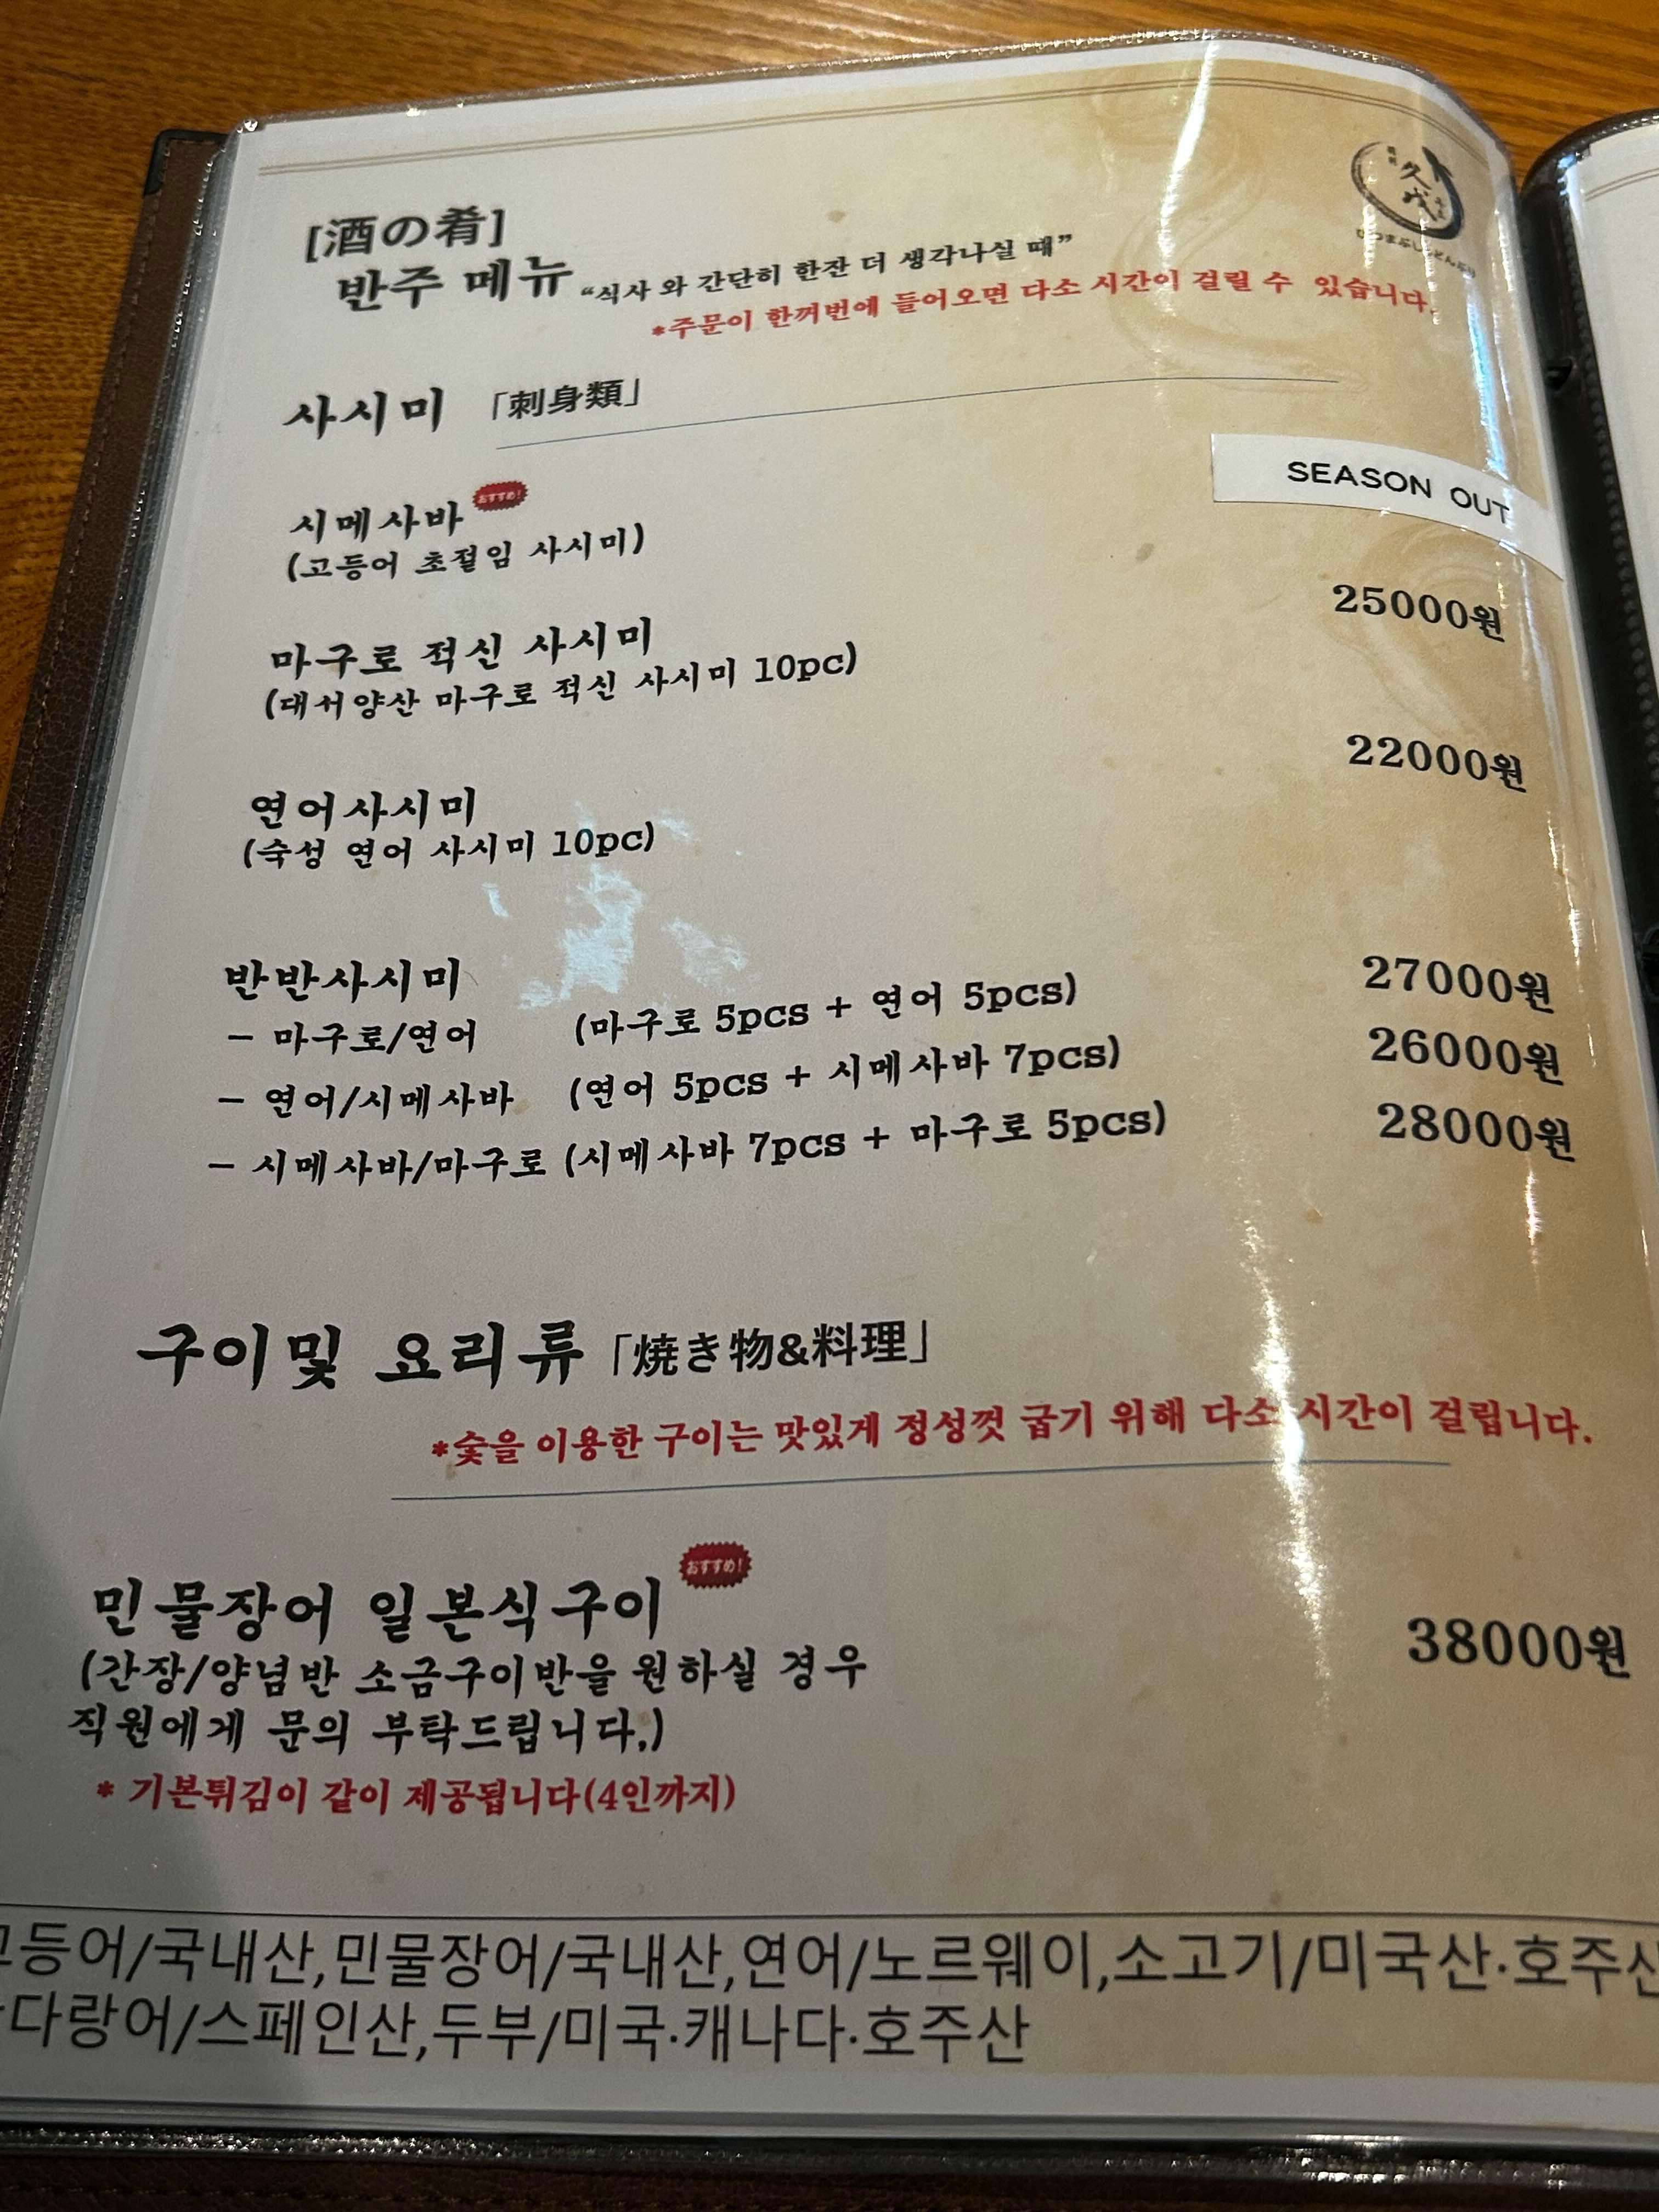 [酒の肴]
반주 메뉴 “식사 와 간단히 한잔 더 생각나실 때”
*주문이 한꺼번에 들어오면 다소 시간이 걸릴 수 있습니다.
久
사시미 「刺身類」
시메사바 おすすめ! SEASON OUT
(고등어 초절임 사시미)
마구로 적신 사시미 25000원
(대서양산 마구로 적신 사시미 10pc)
연어사시미 22000원
(숙성 연어 사시미 10pc)
반반사시미
- 마구로/연어 (마구로 5pcs + 연어 5pcs) 27000원
- 연어/시메사바 (연어 5pcs + 시메사바 7pcs) 26000원
- 시메사바/마구로 (시메사바 7pcs + 마구로 5pcs) 28000원
구이및 요리류 「焼き物&料理」
*숯을 이용한 구이는 맛있게 정성껏 굽기 위해 다소 시간이 걸립니다.
민물장어 일본식구이 おすすめ! 38000원
(간장/양념반 소금구이반을 원하실 경우
직원에게 문의 부탁드립니다.)
* 기본튀김이 같이 제공됩니다(4인까지)
고등어/국내산,민물장어/국내산,연어/노르웨이,소고기/미국산·호주산
다랑어/스페인산,두부/미국·캐나다·호주산